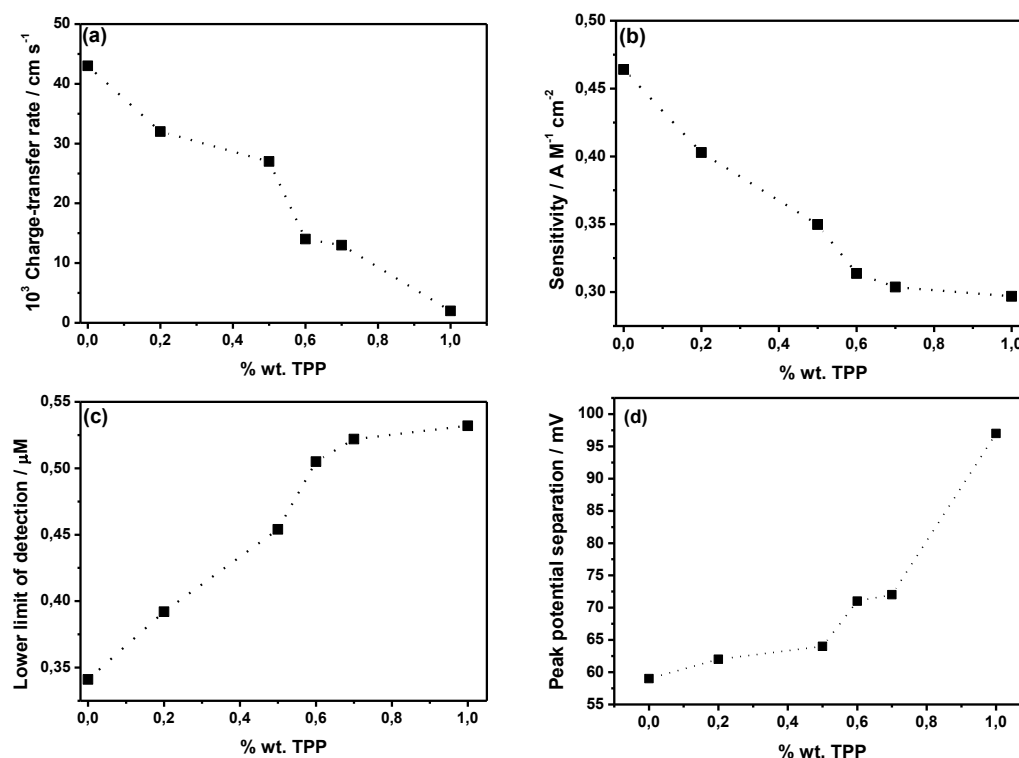 (a)
10³ Charge-transfer rate / cm s⁻¹
50
40
30
20
10
0
0,0 0,2 0,4 0,6 0,8 1,0
% wt. TPP
(b)
Sensitivity / A M⁻¹ cm⁻²
0,50
0,45
0,40
0,35
0,30
0,0 0,2 0,4 0,6 0,8 1,0
% wt. TPP
(c)
Lower limit of detection / μM
0,55
0,50
0,45
0,40
0,35
0,0 0,2 0,4 0,6 0,8 1,0
% wt. TPP
(d)
Peak potential separation / mV
100
95
90
85
80
75
70
65
60
55
0,0 0,2 0,4 0,6 0,8 1,0
% wt. TPP